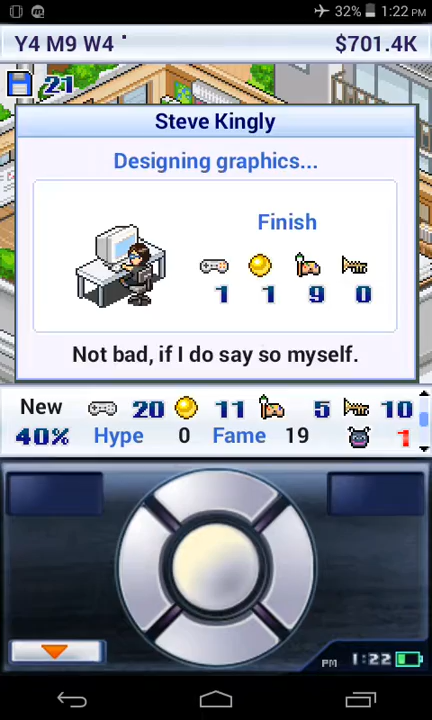 32% 1:22 PM
Y4 M9 W4 $701.4K
21
Steve Kingly
Designing graphics...
Finish
1 1 9 0
Not bad, if I do say so myself.
New 20 11 5 10
40% Hype 0 Fame 19 1
PM 1:22